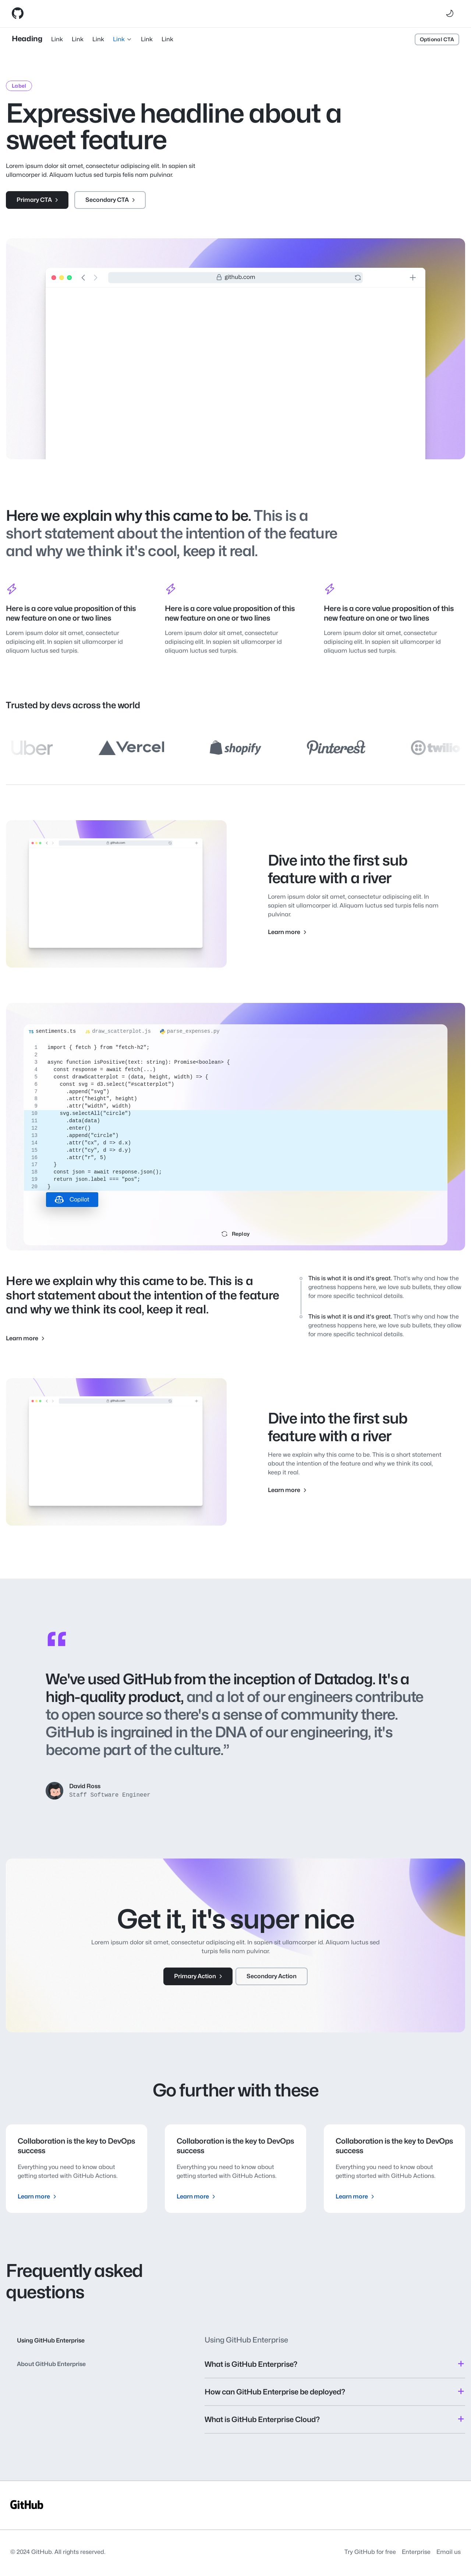 Heading Link Link Link Link Link Link Optional CTA
Label
Expressive headline about a
sweet feature
Lorem ipsum dolor sit amet, consectetur adipiscing elit. In sapien sit
ullamcorper id. Aliquam luctus sed turpis felis nam pulvinar.
Primary CTA Secondary CTA
github.com
Here we explain why this came to be. This is a
short statement about the intention of the feature
and why we think it's cool, keep it real.
Here is a core value proposition of this
new feature on one or two lines
Lorem ipsum dolor sit amet, consectetur
adipiscing elit. In sapien sit ullamcorper id
aliquam luctus sed turpis.
Here is a core value proposition of this
new feature on one or two lines
Lorem ipsum dolor sit amet, consectetur
adipiscing elit. In sapien sit ullamcorper id
aliquam luctus sed turpis.
Here is a core value proposition of this
new feature on one or two lines
Lorem ipsum dolor sit amet, consectetur
adipiscing elit. In sapien sit ullamcorper id
aliquam luctus sed turpis.
Trusted by devs across the world
Uber Vercel shopify Pinterest twilio
github.com
Dive into the first sub
feature with a river
Lorem ipsum dolor sit amet, consectetur adipiscing elit. In
sapien sit ullamcorper id. Aliquam luctus sed turpis felis nam
pulvinar.
Learn more
TS sentiments.ts draw_scatterplot.js parse_expenses.py
1 import { fetch } from "fetch-h2";
2
3 async function isPositive(text: string): Promise<boolean> {
4 const response = await fetch(...)
5 const drawScatterplot = (data, height, width) => {
6 const svg = d3.select("#scatterplot")
7 .append("svg")
8 .attr("height", height)
9 .attr("width", width)
10 svg.selectAll("circle")
11 .data(data)
12 .enter()
13 .append("circle")
14 .attr("cx", d => d.x)
15 .attr("cy", d => d.y)
16 .attr("r", 5)
17 }
18 const json = await response.json();
19 return json.label === "pos";
20 }
Copilot
Replay
Here we explain why this came to be. This is a
short statement about the intention of the feature
and why we think its cool, keep it real.
Learn more
This is what it is and it's great. That's why and how the
greatness happens here, we love sub bullets, they allow
for more specific technical details.
This is what it is and it's great. That's why and how the
greatness happens here, we love sub bullets, they allow
for more specific technical details.
github.com
Dive into the first sub
feature with a river
Here we explain why this came to be. This is a short statement
about the intention of the feature and why we think its cool,
keep it real.
Learn more
“
We've used GitHub from the inception of Datadog. It's a
high-quality product, and a lot of our engineers contribute
to open source so there's a sense of community there.
GitHub is ingrained in the DNA of our engineering, it's
become part of the culture.”
David Ross
Staff Software Engineer
Get it, it's super nice
Lorem ipsum dolor sit amet, consectetur adipiscing elit. In sapien sit ullamcorper id. Aliquam luctus sed
turpis felis nam pulvinar.
Primary Action Secondary Action
Go further with these
Collaboration is the key to DevOps
success
Everything you need to know about
getting started with GitHub Actions.
Learn more
Collaboration is the key to DevOps
success
Everything you need to know about
getting started with GitHub Actions.
Learn more
Collaboration is the key to DevOps
success
Everything you need to know about
getting started with GitHub Actions.
Learn more
Frequently asked
questions
Using GitHub Enterprise
About GitHub Enterprise
Using GitHub Enterprise
What is GitHub Enterprise?
How can GitHub Enterprise be deployed?
What is GitHub Enterprise Cloud?
GitHub
© 2024 GitHub. All rights reserved. Try GitHub for free Enterprise Email us